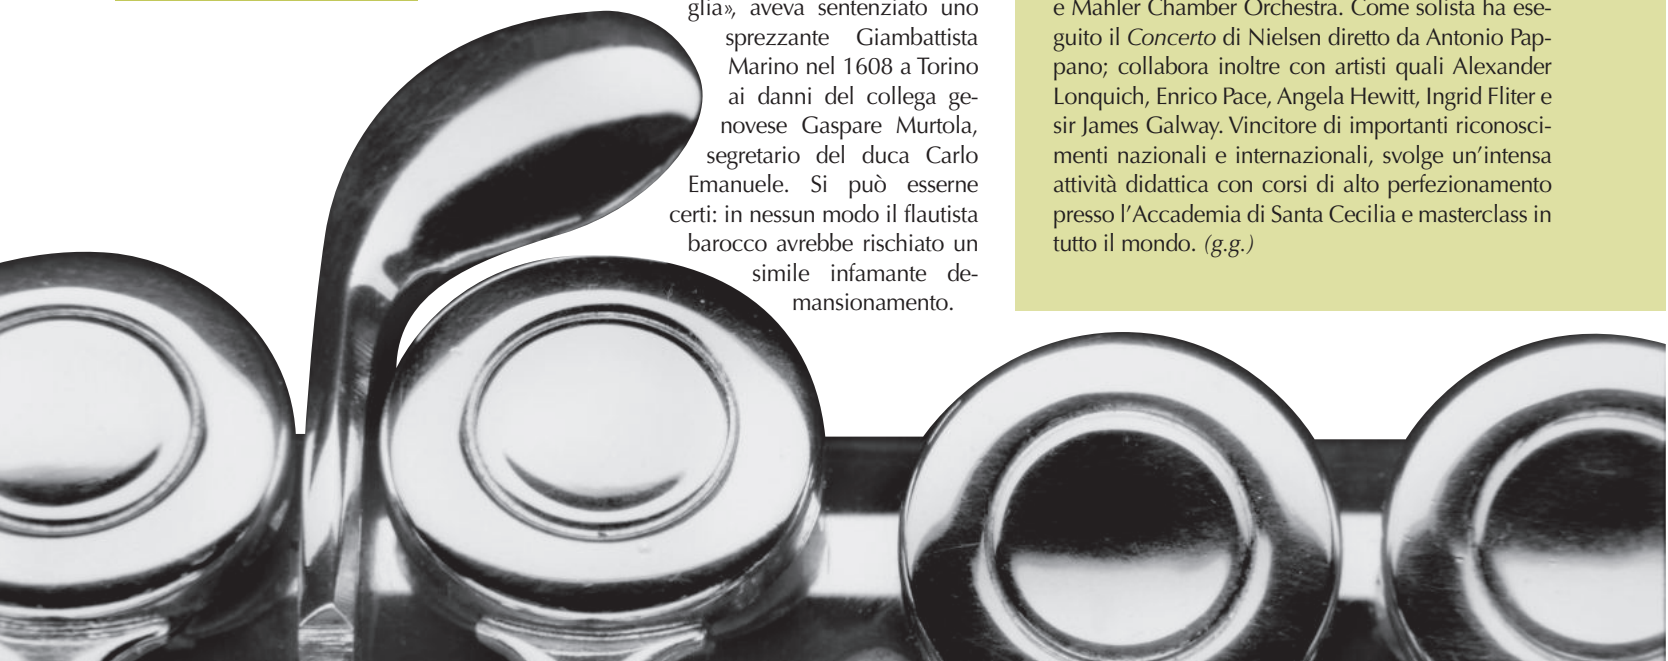 glia», aveva sentenziato uno
sprezzante Giambattista
Marino nel 1608 a Torino
ai danni del collega ge-
novese Gaspare Murtola,
segretario del duca Carlo
Emanuele. Si può esserne
certi: in nessun modo il flautista
barocco avrebbe rischiato un
simile infamante de-
mansionamento.
e Mahler Chamber Orchestra. Come solista ha ese-
guito il Concerto di Nielsen diretto da Antonio Pap-
pano; collabora inoltre con artisti quali Alexander
Lonquich, Enrico Pace, Angela Hewitt, Ingrid Fliter e
sir James Galway. Vincitore di importanti riconosci-
menti nazionali e internazionali, svolge un’intensa
attività didattica con corsi di alto perfezionamento
presso l’Accademia di Santa Cecilia e masterclass in
tutto il mondo. (g.g.)